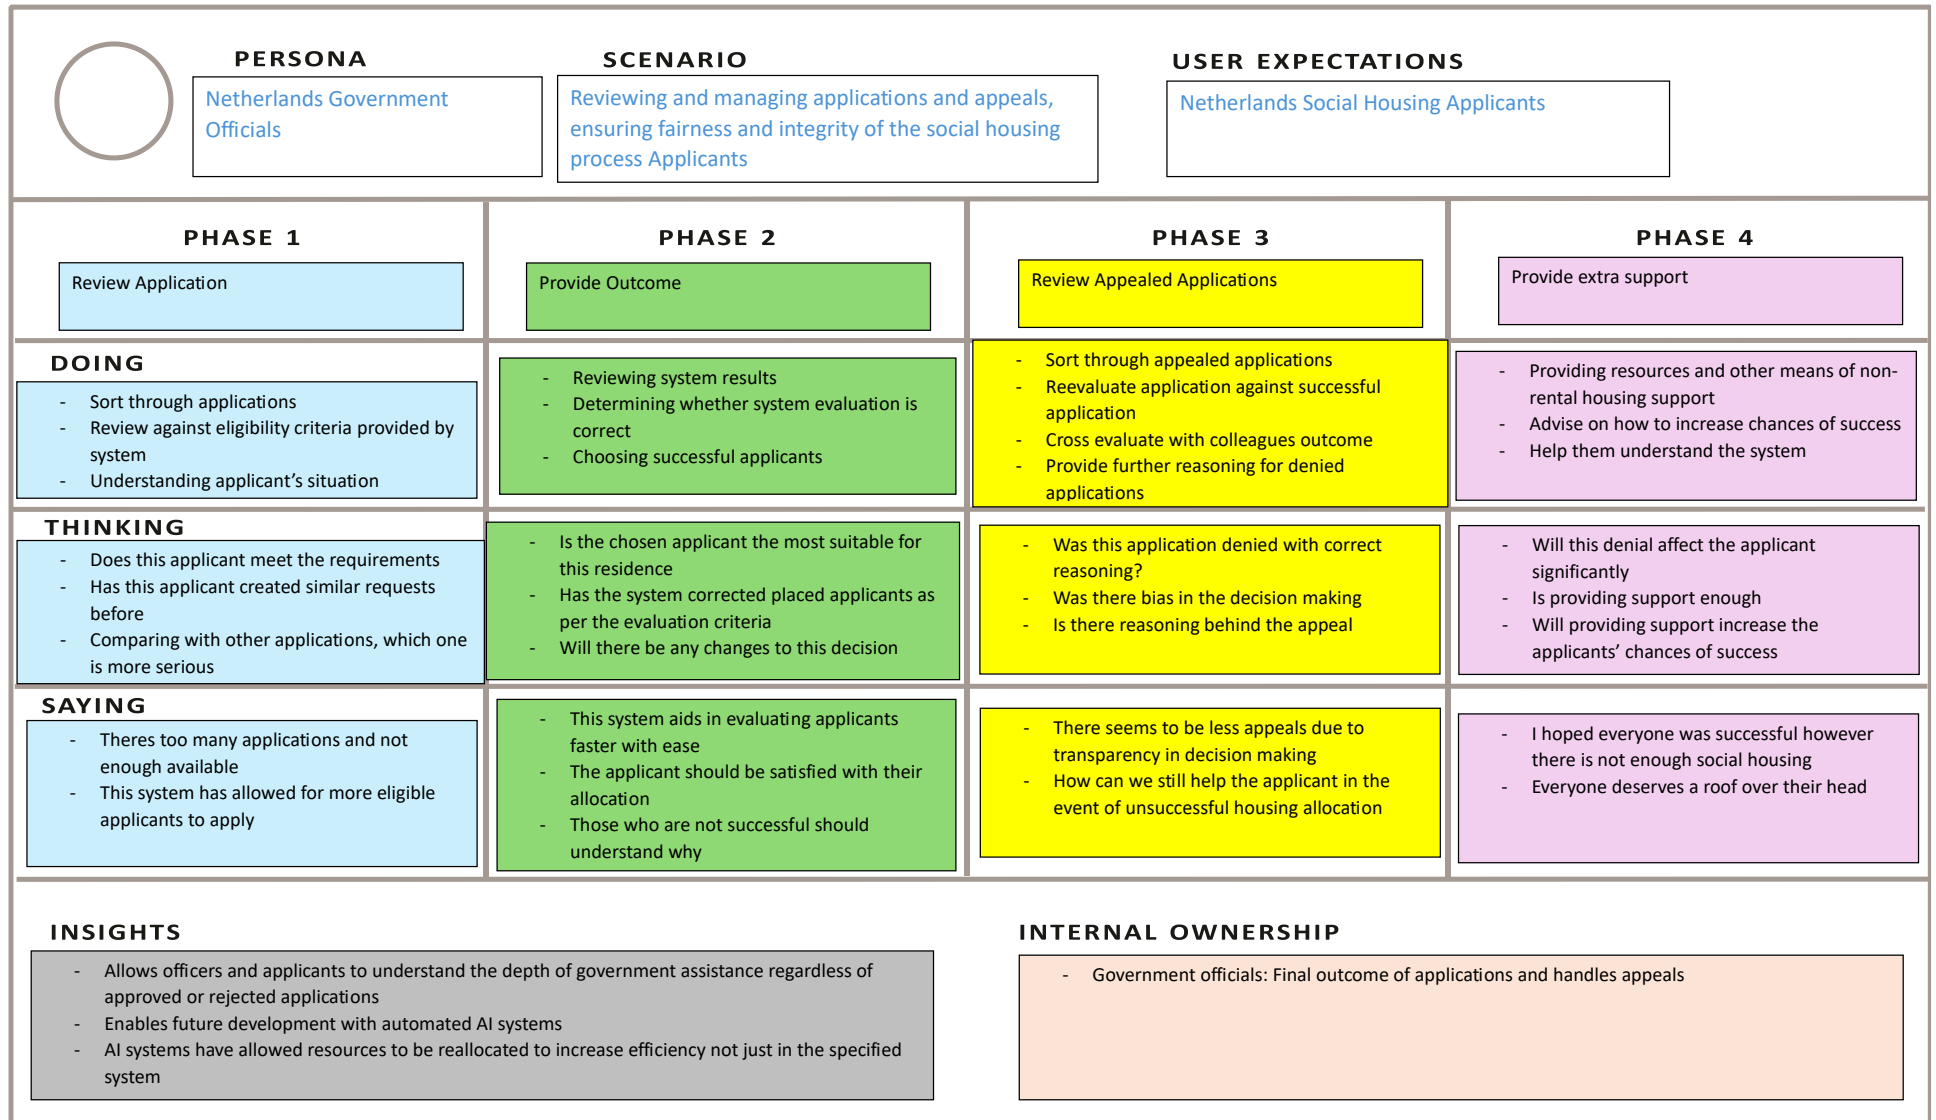 PERSONA
Netherlands Government
Officials
SCENARIO
Reviewing and managing applications and appeals,
ensuring fairness and integrity of the social housing
process Applicants
USER EXPECTATIONS
Netherlands Social Housing Applicants
PHASE 1
Review Application
PHASE 2
Provide Outcome
PHASE 3
Review Appealed Applications
PHASE 4
Provide extra support
DOING
- Sort through applications
- Review against eligibility criteria provided by
system
- Understanding applicant's situation
- Reviewing system results
- Determining whether system evaluation is
correct
- Choosing successful applicants
- Sort through appealed applications
- Reevaluate application against successful
application
- Cross evaluate with colleagues outcome
- Provide further reasoning for denied
applications
- Providing resources and other means of non-
rental housing support
- Advise on how to increase chances of success
- Help them understand the system
THINKING
- Does this applicant meet the requirements
- Has this applicant created similar requests
before
- Comparing with other applications, which one
is more serious
- Is the chosen applicant the most suitable for
this residence
- Has the system corrected placed applicants as
per the evaluation criteria
- Will there be any changes to this decision
- Was this application denied with correct
reasoning?
- Was there bias in the decision making
- Is there reasoning behind the appeal
- Will this denial affect the applicant
significantly
- Is providing support enough
- Will providing support increase the
applicants' chances of success
SAYING
- Theres too many applications and not
enough available
- This system has allowed for more eligible
applicants to apply
- This system aids in evaluating applicants
faster with ease
- The applicant should be satisfied with their
allocation
- Those who are not successful should
understand why
- There seems to be less appeals due to
transparency in decision making
- How can we still help the applicant in the
event of unsuccessful housing allocation
- I hoped everyone was successful however
there is not enough social housing
- Everyone deserves a roof over their head
INSIGHTS
- Allows officers and applicants to understand the depth of government assistance regardless of
approved or rejected applications
- Enables future development with automated AI systems
- AI systems have allowed resources to be reallocated to increase efficiency not just in the specified
system
INTERNAL OWNERSHIP
- Government officials: Final outcome of applications and handles appeals